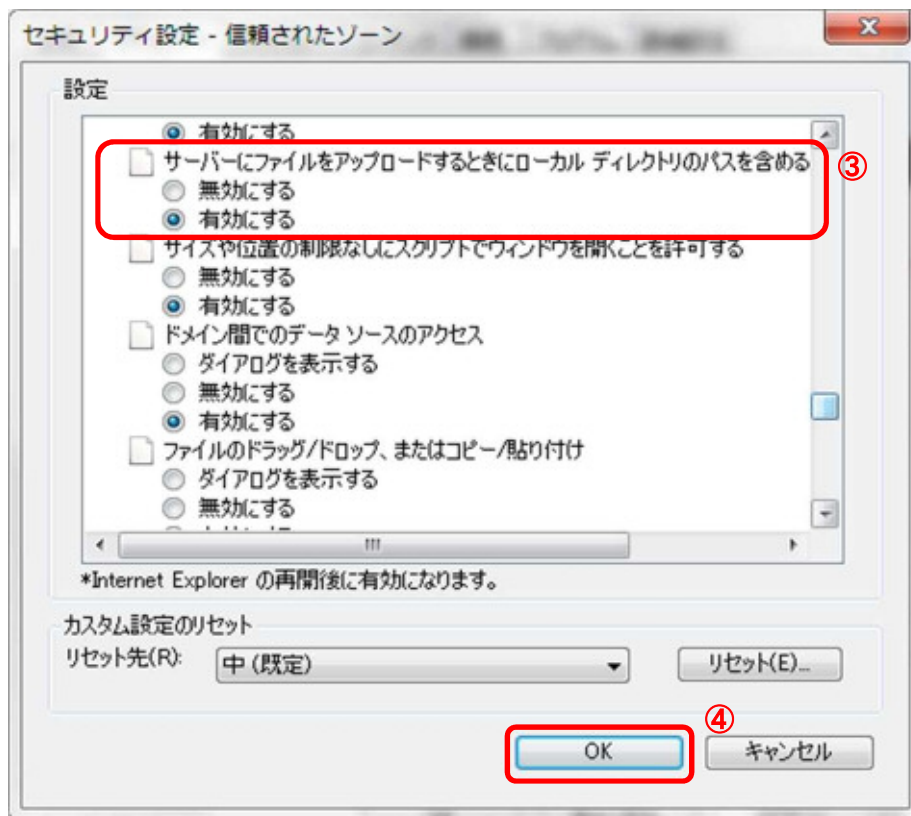 セキュリティ設定 - 信頼されたゾーン
設定
有効にする
サーバーにファイルをアップロードするときにローカル ディレクトリのパスを含める
③
無効にする
有効にする
サイズや位置の制限なしにスクリプトでウィンドウを開くことを許可する
無効にする
有効にする
ドメイン間でのデータ ソースのアクセス
ダイアログを表示する
無効にする
有効にする
ファイルのドラッグ/ドロップ、またはコピー/貼り付け
ダイアログを表示する
無効にする
*Internet Explorer の再開後に有効になります。
カスタム設定のリセット
リセット先(R):
中 (既定)
リセット(E)...
④
OK
キャンセル